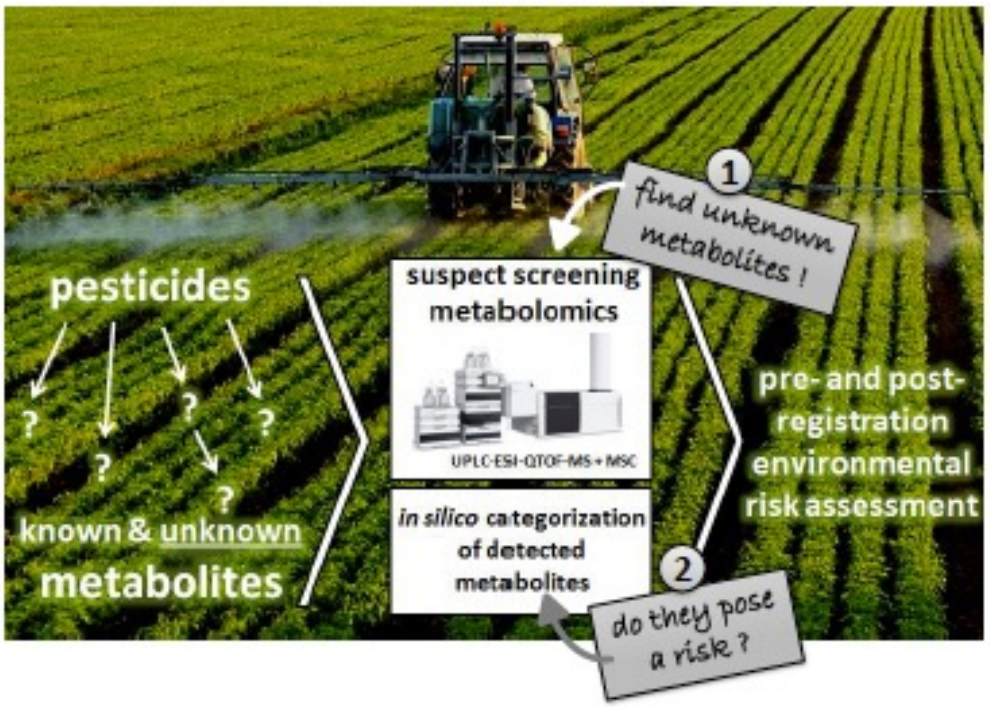 pesticides
?
?
?
?
?
known & unknown
metabolites
1
find unknown
metabolites !
suspect screening
metabolomics
UPLC-ESI-QTOF-MS + MSC
in silico categorization
of detected
metabolites
2
do they pose
a risk ?
pre- and post-
registration
environmental
risk assessment